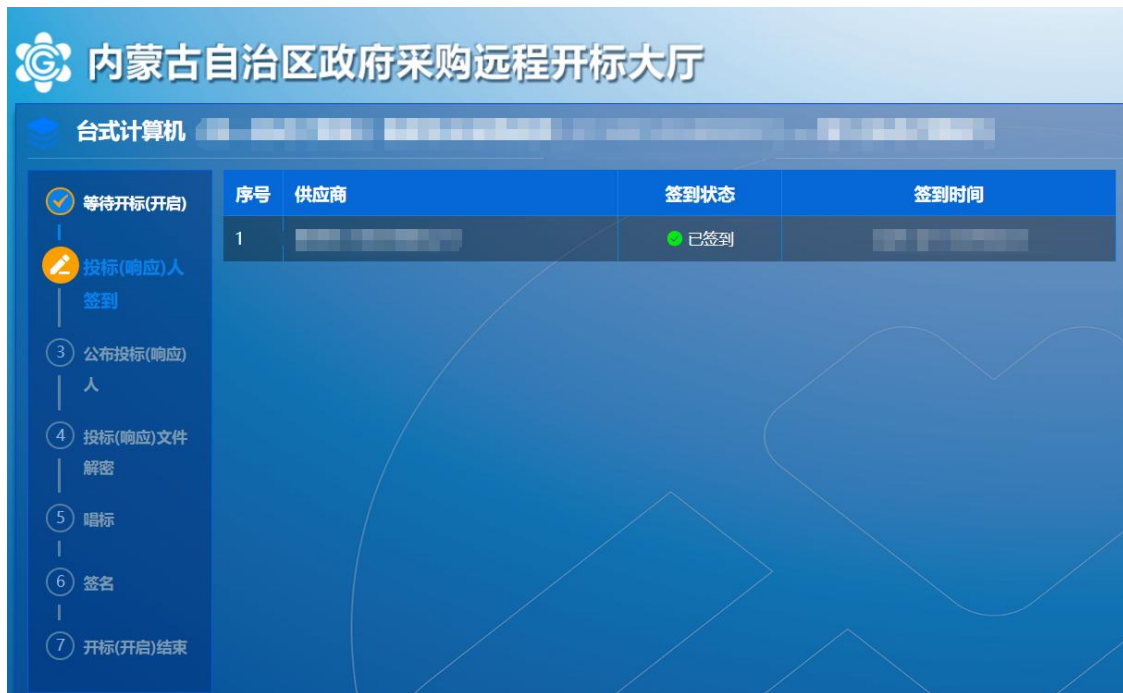 内蒙古自治区政府采购远程开标大厅
台式计算机
等待开标(开启)
投标(响应)人
签到
3 公布投标(响应)
人
4 投标(响应)文件
解密
5 唱标
6 签名
7 开标(开启)结束
序号 供应商 签到状态 签到时间
1 已签到